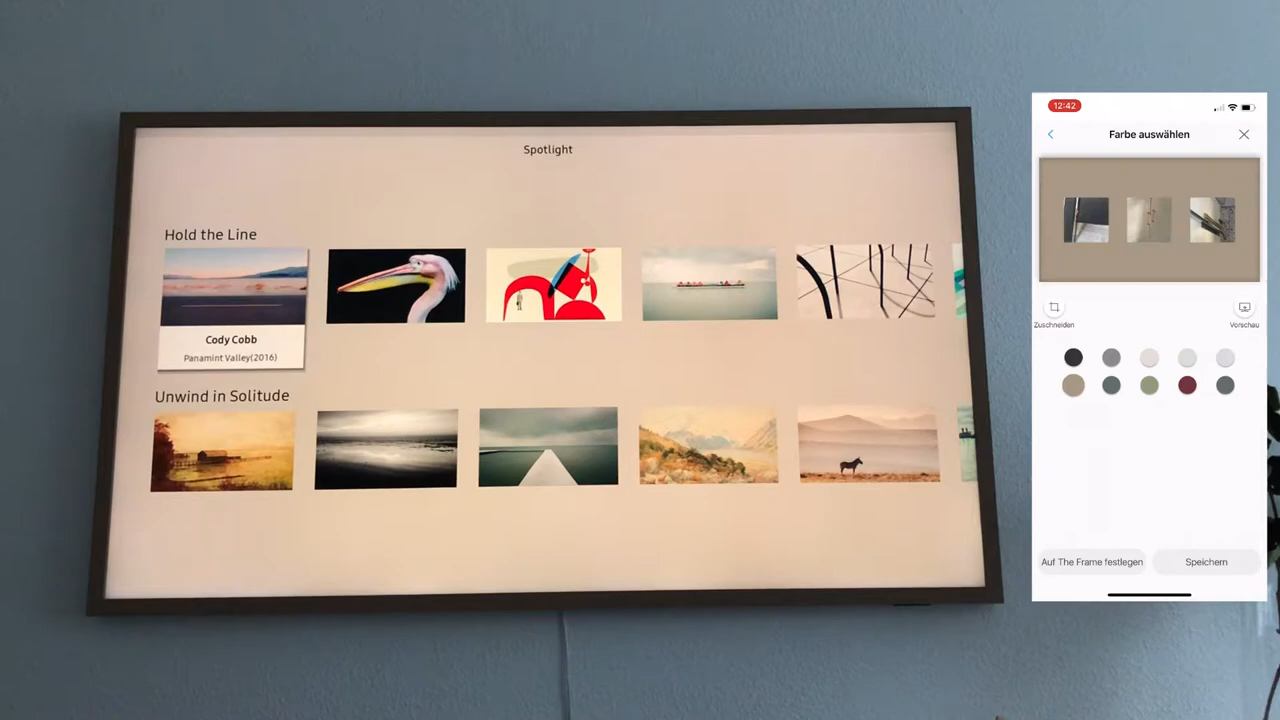 Spotlight
Hold the Line
Cody Cobb
Panamint Valley(2016)
Unwind in Solitude
12:42
Farbe auswählen
Zuschneiden
Vorschau
Auf The Frame festlegen
Speichern